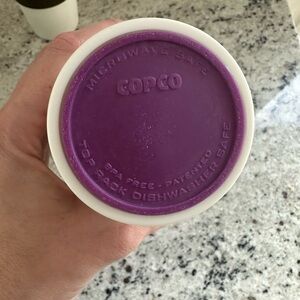 MICROWAVE SAFE
COPCO
BPA FREE - PATENTED
TOP RACK DISHWASHER SAFE